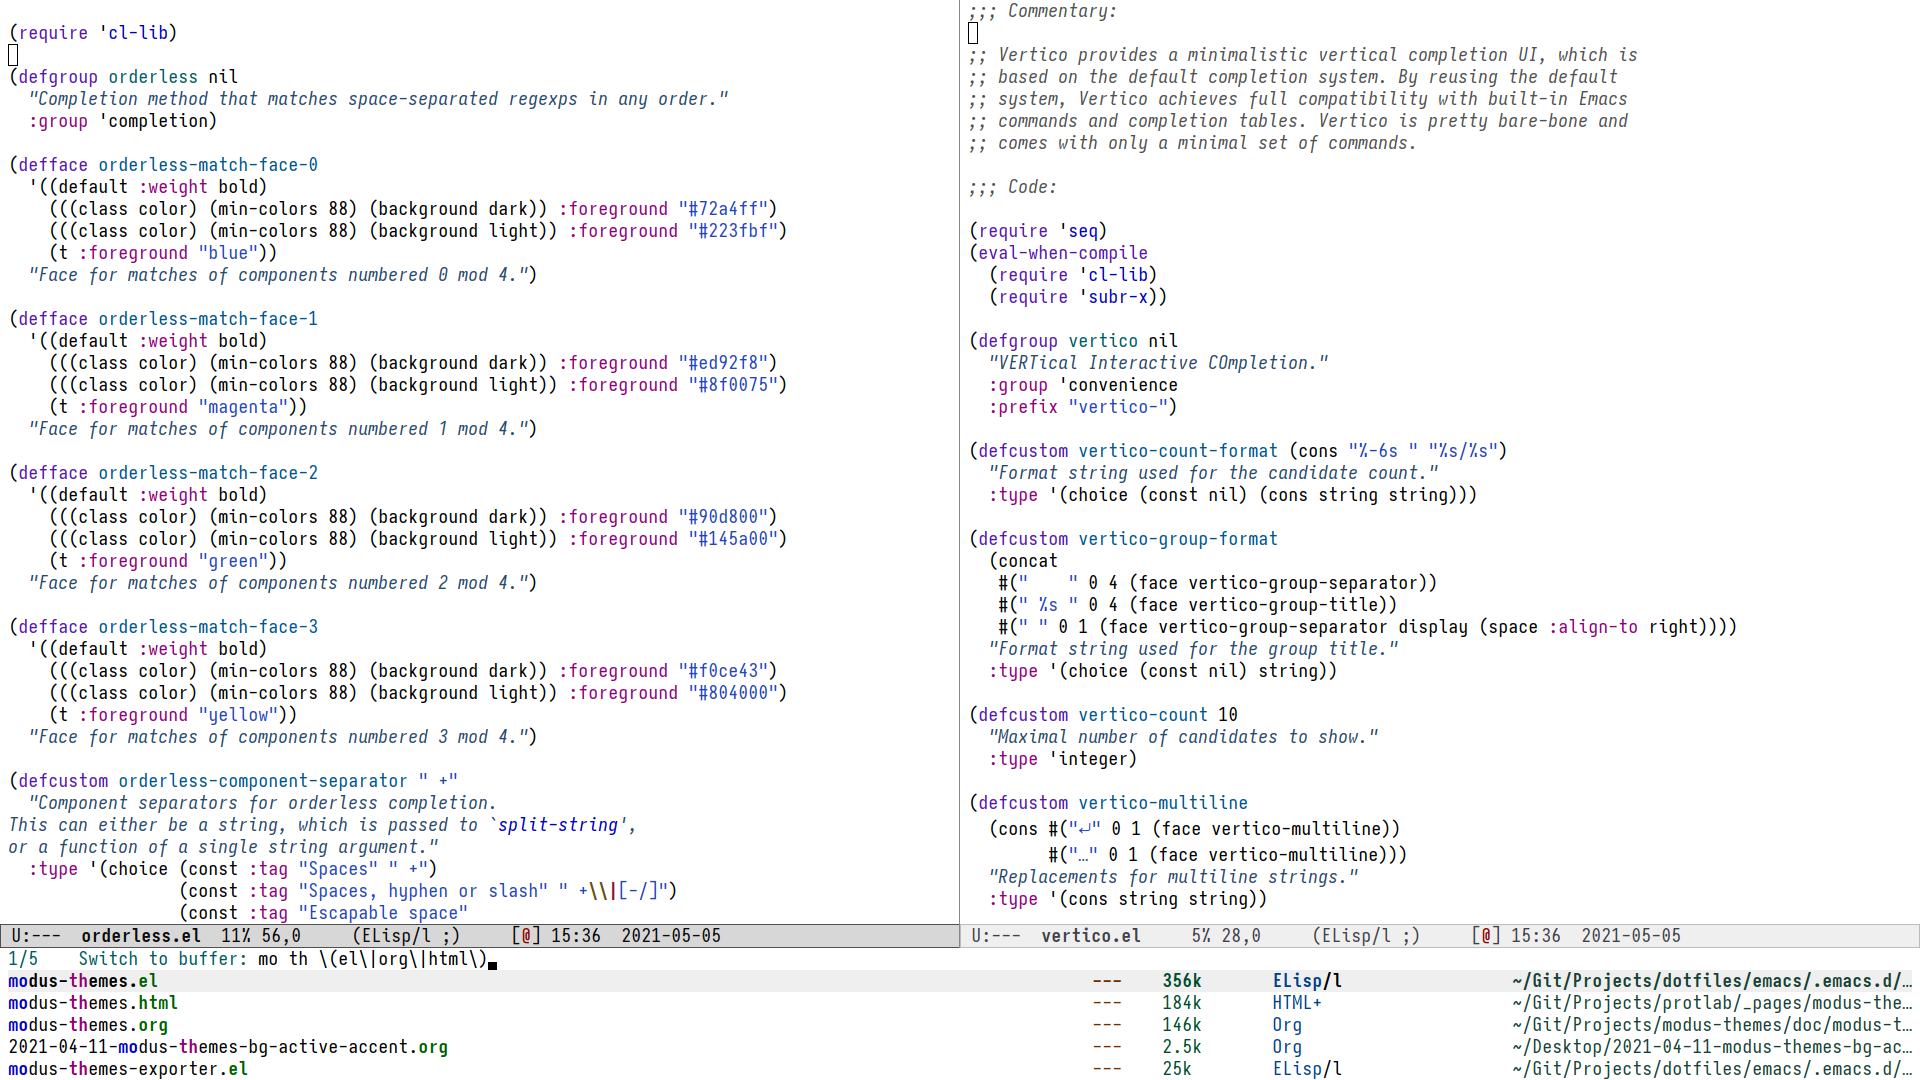 (require 'cl-lib)
(defgroup orderless nil
  "Completion method that matches space-separated regexps in any order."
  :group 'completion)
(defface orderless-match-face-0
  '((default :weight bold)
    (((class color) (min-colors 88) (background dark)) :foreground "#72a4ff")
    (((class color) (min-colors 88) (background light)) :foreground "#223fbf")
    (t :foreground "blue"))
  "Face for matches of components numbered 0 mod 4.")
(defface orderless-match-face-1
  '((default :weight bold)
    (((class color) (min-colors 88) (background dark)) :foreground "#ed92f8")
    (((class color) (min-colors 88) (background light)) :foreground "#8f0075")
    (t :foreground "magenta"))
  "Face for matches of components numbered 1 mod 4.")
(defface orderless-match-face-2
  '((default :weight bold)
    (((class color) (min-colors 88) (background dark)) :foreground "#90d800")
    (((class color) (min-colors 88) (background light)) :foreground "#145a00")
    (t :foreground "green"))
  "Face for matches of components numbered 2 mod 4.")
(defface orderless-match-face-3
  '((default :weight bold)
    (((class color) (min-colors 88) (background dark)) :foreground "#f0ce43")
    (((class color) (min-colors 88) (background light)) :foreground "#804000")
    (t :foreground "yellow"))
  "Face for matches of components numbered 3 mod 4.")
(defcustom orderless-component-separator " +"
  "Component separators for orderless completion.
This can either be a string, which is passed to `split-string',
or a function of a single string argument."
  :type '(choice (const :tag "Spaces" " +")
                 (const :tag "Spaces, hyphen or slash" " +\\|[-/]")
                 (const :tag "Escapable space"
U:---  orderless.el  11% 56,0     (ELisp/l ;)     [@] 15:36  2021-05-05
;;; Commentary:
;; Vertico provides a minimalistic vertical completion UI, which is
;; based on the default completion system. By reusing the default
;; system, Vertico achieves full compatibility with built-in Emacs
;; commands and completion tables. Vertico is pretty bare-bone and
;; comes with only a minimal set of commands.
;;; Code:
(require 'seq)
(eval-when-compile
  (require 'cl-lib)
  (require 'subr-x))
(defgroup vertico nil
  "VERTical Interactive COmpletion."
  :group 'convenience
  :prefix "vertico-")
(defcustom vertico-count-format (cons "%-6s " "%s/%s")
  "Format string used for the candidate count."
  :type '(choice (const nil) (cons string string)))
(defcustom vertico-group-format
  (concat
   #("    " 0 4 (face vertico-group-separator))
   #(" %s " 0 4 (face vertico-group-title))
   #(" " 0 1 (face vertico-group-separator display (space :align-to right))))
  "Format string used for the group title."
  :type '(choice (const nil) string))
(defcustom vertico-count 10
  "Maximal number of candidates to show."
  :type 'integer)
(defcustom vertico-multiline
  (cons #("⤶" 0 1 (face vertico-multiline))
        #("…" 0 1 (face vertico-multiline)))
  "Replacements for multiline strings."
  :type '(cons string string))
U:---  vertico.el     5% 28,0     (ELisp/l ;)     [@] 15:36  2021-05-05
1/5    Switch to buffer: mo th \(el\|org\|html\)
modus-themes.el  ---  356k  ELisp/l  ~/Git/Projects/dotfiles/emacs/.emacs.d/…
modus-themes.html  ---  184k  HTML+  ~/Git/Projects/protlab/_pages/modus-the…
modus-themes.org  ---  146k  Org  ~/Git/Projects/modus-themes/doc/modus-t…
2021-04-11-modus-themes-bg-active-accent.org  ---  2.5k  Org  ~/Desktop/2021-04-11-modus-themes-bg-ac…
modus-themes-exporter.el  ---  25k  ELisp/l  ~/Git/Projects/dotfiles/emacs/.emacs.d/…